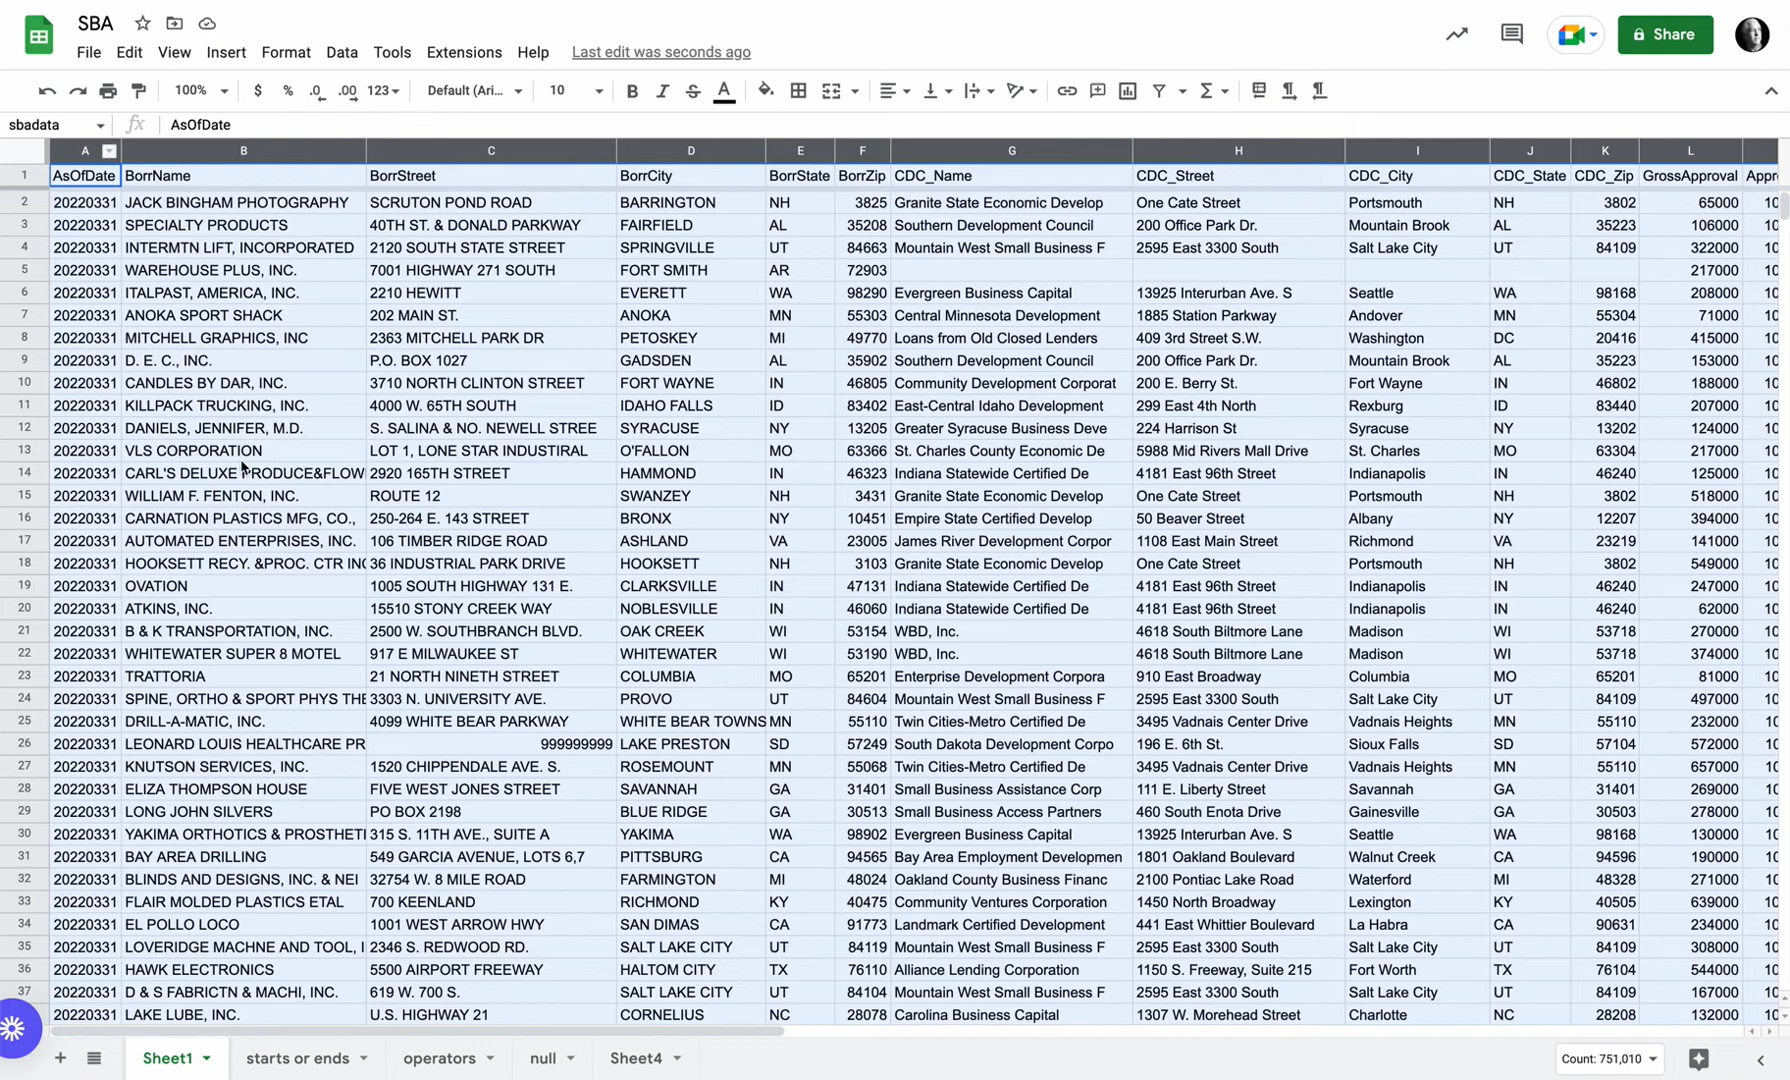 SBA
File Edit View Insert Format Data Tools Extensions Help Last edit was seconds ago
Share
100% $ % .0 .00 123 Default (Ari... 10 B I S A
sbadata fx AsOfDate
A B C D E F G H I J K L
1 AsOfDate BorrName BorrStreet BorrCity BorrState BorrZip CDC_Name CDC_Street CDC_City CDC_State CDC_Zip GrossApproval Appr
2 20220331 JACK BINGHAM PHOTOGRAPHY SCRUTON POND ROAD BARRINGTON NH 3825 Granite State Economic Develop One Cate Street Portsmouth NH 3802 65000 10
3 20220331 SPECIALTY PRODUCTS 40TH ST. & DONALD PARKWAY FAIRFIELD AL 35208 Southern Development Council 200 Office Park Dr. Mountain Brook AL 35223 106000 10
4 20220331 INTERMTN LIFT, INCORPORATED 2120 SOUTH STATE STREET SPRINGVILLE UT 84663 Mountain West Small Business F 2595 East 3300 South Salt Lake City UT 84109 322000 10
5 20220331 WAREHOUSE PLUS, INC. 7001 HIGHWAY 271 SOUTH FORT SMITH AR 72903 217000 10
6 20220331 ITALPAST, AMERICA, INC. 2210 HEWITT EVERETT WA 98290 Evergreen Business Capital 13925 Interurban Ave. S Seattle WA 98168 208000 10
7 20220331 ANOKA SPORT SHACK 202 MAIN ST. ANOKA MN 55303 Central Minnesota Development 1885 Station Parkway Andover MN 55304 71000 10
8 20220331 MITCHELL GRAPHICS, INC 2363 MITCHELL PARK DR PETOSKEY MI 49770 Loans from Old Closed Lenders 409 3rd Street S.W. Washington DC 20416 415000 10
9 20220331 D. E. C., INC. P.O. BOX 1027 GADSDEN AL 35902 Southern Development Council 200 Office Park Dr. Mountain Brook AL 35223 153000 10
10 20220331 CANDLES BY DAR, INC. 3710 NORTH CLINTON STREET FORT WAYNE IN 46805 Community Development Corporat 200 E. Berry St. Fort Wayne IN 46802 188000 10
11 20220331 KILLPACK TRUCKING, INC. 4000 W. 65TH SOUTH IDAHO FALLS ID 83402 East-Central Idaho Development 299 East 4th North Rexburg ID 83440 207000 10
12 20220331 DANIELS, JENNIFER, M.D. S. SALINA & NO. NEWELL STREE SYRACUSE NY 13205 Greater Syracuse Business Deve 224 Harrison St Syracuse NY 13202 270000 10
13 20220331 VLS CORPORATION LOT 1, LONE STAR INDUSTIRAL O'FALLON MO 63366 St. Charles County Economic De 5988 Mid Rivers Mall Drive St. Charles MO 63304 217000 10
14 20220331 CARL'S DELUXE PRODUCE&FLOW 2920 165TH STREET HAMMOND IN 46323 Indiana Statewide Certified De 4181 East 96th Street Indianapolis IN 46240 125000 10
15 20220331 WILLIAM F. FENTON, INC. ROUTE 12 SWANZEY NH 3431 Granite State Economic Develop One Cate Street Portsmouth NH 3802 518000 10
16 20220331 CARNATION PLASTICS MFG, CO., 250-264 E. 143 STREET BRONX NY 10451 Empire State Certified Develop 50 Beaver Street Albany NY 12207 394000 10
17 20220331 AUTOMATED ENTERPRISES, INC. 106 TIMBER RIDGE ROAD ASHLAND VA 23005 James River Development Corpor 1108 East Main Street Richmond VA 23219 141000 10
18 20220331 HOOKSETT RECY. &PROC. CTR INC 36 INDUSTRIAL PARK DRIVE HOOKSETT NH 3103 Granite State Economic Develop One Cate Street Portsmouth NH 3802 549000 10
19 20220331 OVATION 1005 SOUTH HIGHWAY 131 E. CLARKSVILLE IN 47131 Indiana Statewide Certified De 4181 East 96th Street Indianapolis IN 46240 247000 10
20 20220331 ATKINS, INC. 15510 STONY CREEK WAY NOBLESVILLE IN 46060 Indiana Statewide Certified De 4181 East 96th Street Indianapolis IN 46240 62000 10
21 20220331 B & K TRANSPORTATION, INC. 2500 W. SOUTHBRANCH BLVD. OAK CREEK WI 53154 WBD, Inc. 4618 South Biltmore Lane Madison WI 53718 270000 10
22 20220331 WHITEWATER SUPER 8 MOTEL 917 E MILWAUKEE ST WHITEWATER WI 53190 WBD, Inc. 4618 South Biltmore Lane Madison WI 53718 374000 10
23 20220331 TRATTORIA 21 NORTH NINETH STREET COLUMBIA MO 65201 Enterprise Development Corpora 910 East Broadway Columbia MO 65201 81000 10
24 20220331 SPINE, ORTHO & SPORT PHYS THE 3303 N. UNIVERSITY AVE. PROVO UT 84604 Mountain West Small Business F 2595 East 3300 South Salt Lake City UT 84109 497000 10
25 20220331 DRILL-A-MATIC, INC. 4099 WHITE BEAR PARKWAY WHITE BEAR TOWNS MN 55110 Twin Cities-Metro Certified De 3495 Vadnais Center Drive Vadnais Heights MN 55110 232000 10
26 20220331 LEONARD LOUIS HEALTHCARE PR 999999999 LAKE PRESTON SD 57249 South Dakota Development Corpo 196 E. 6th St. Sioux Falls SD 57104 572000 10
27 20220331 KNUTSON SERVICES, INC. 1520 CHIPPENDALE AVE. S. ROSEMOUNT MN 55068 Twin Cities-Metro Certified De 3495 Vadnais Center Drive Vadnais Heights MN 55110 657000 10
28 20220331 ELIZA THOMPSON HOUSE FIVE WEST JONES STREET SAVANNAH GA 31401 Small Business Assistance Corp 111 E. Liberty Street Savannah GA 31401 269000 10
29 20220331 LONG JOHN SILVERS PO BOX 2198 BLUE RIDGE GA 30513 Small Business Access Partners 460 South Enota Drive Gainesville GA 30503 278000 10
30 20220331 YAKIMA ORTHOTICS & PROSTHETI 315 S. 11TH AVE., SUITE A YAKIMA WA 98902 Evergreen Business Capital 13925 Interurban Ave. S Seattle WA 98168 130000 10
31 20220331 BAY AREA DRILLING 549 GARCIA AVENUE, LOTS 6,7 PITTSBURG CA 94565 Bay Area Employment Developmen 1801 Oakland Boulevard Walnut Creek CA 94596 190000 10
32 20220331 BLINDS AND DESIGNS, INC. & NEI 32754 W. 8 MILE ROAD FARMINGTON MI 48024 Oakland County Business Financ 2100 Pontiac Lake Road Waterford MI 48328 271000 10
33 20220331 FLAIR MOLDED PLASTICS ETAL 700 KEENLAND RICHMOND KY 40475 Community Ventures Corporation 1450 North Broadway Lexington KY 40505 639000 10
34 20220331 EL POLLO LOCO 1001 WEST ARROW HWY SAN DIMAS CA 91773 Landmark Certified Development 441 East Whittier Boulevard La Habra CA 90631 234000 10
35 20220331 LOVERIDGE MACHNE AND TOOL, I 2346 S. REDWOOD RD. SALT LAKE CITY UT 84119 Mountain West Small Business F 2595 East 3300 South Salt Lake City UT 84109 308000 10
36 20220331 HAWK ELECTRONICS 5500 AIRPORT FREEWAY HALTOM CITY TX 76110 Alliance Lending Corporation 1150 S. Freeway, Suite 215 Fort Worth TX 76104 544000 10
37 20220331 D & S FABRICTN & MACHI, INC. 619 W. 700 S. SALT LAKE CITY UT 84104 Mountain West Small Business F 2595 East 3300 South Salt Lake City UT 84109 167000 10
20220331 LAKE LUBE, INC. U.S. HIGHWAY 21 CORNELIUS NC 28078 Carolina Business Capital 1307 W. Morehead Street Charlotte NC 28208 132000 10
Sheet1 starts or ends operators null Sheet4 Count: 751,010